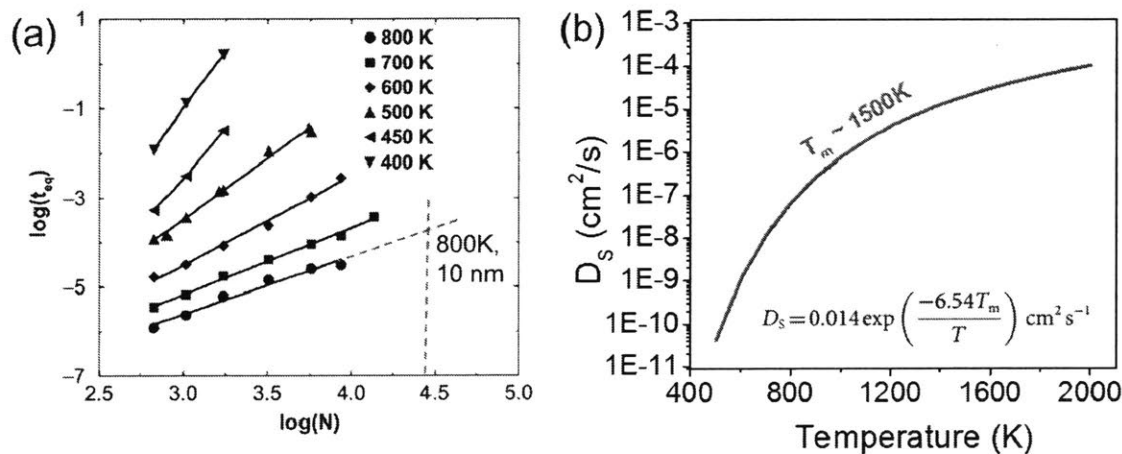 (a)
1
−1
−3
−5
−7
log(t_eq)
2.5 3.0 3.5 4.0 4.5 5.0
log(N)
800 K
700 K
600 K
500 K
450 K
400 K
800K,
10 nm
(b)
1E-3
1E-4
1E-5
1E-6
1E-7
1E-8
1E-9
1E-10
1E-11
D_S (cm²/s)
T_m ~ 1500K
D_S = 0.014 exp (−6.54T_m / T) cm² s⁻¹
400 800 1200 1600 2000
Temperature (K)